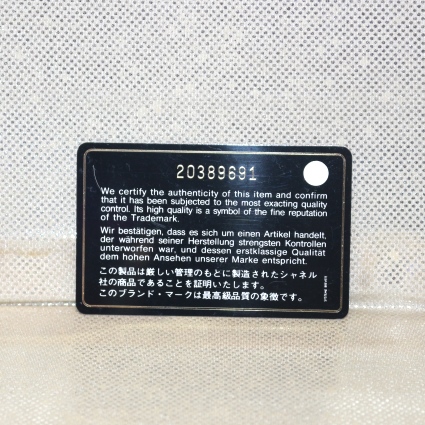 20389691
We certify the authenticity of this item and confirm
that it has been subjected to the most exacting quality
control. Its high quality is a symbol of the fine reputation
of the Trademark.
Wir bestätigen, dass es sich um einen Artikel handelt,
der während seiner Herstellung strengsten Kontrollen
unterworfen war, und dessen erstklassige Qualität
dem hohen Ansehen unserer Marke entspricht.
この製品は厳しい管理のもとに製造されたシャネル
社の商品であることを証明いたします。
このブランド・マークは最高級品質の象徴です。